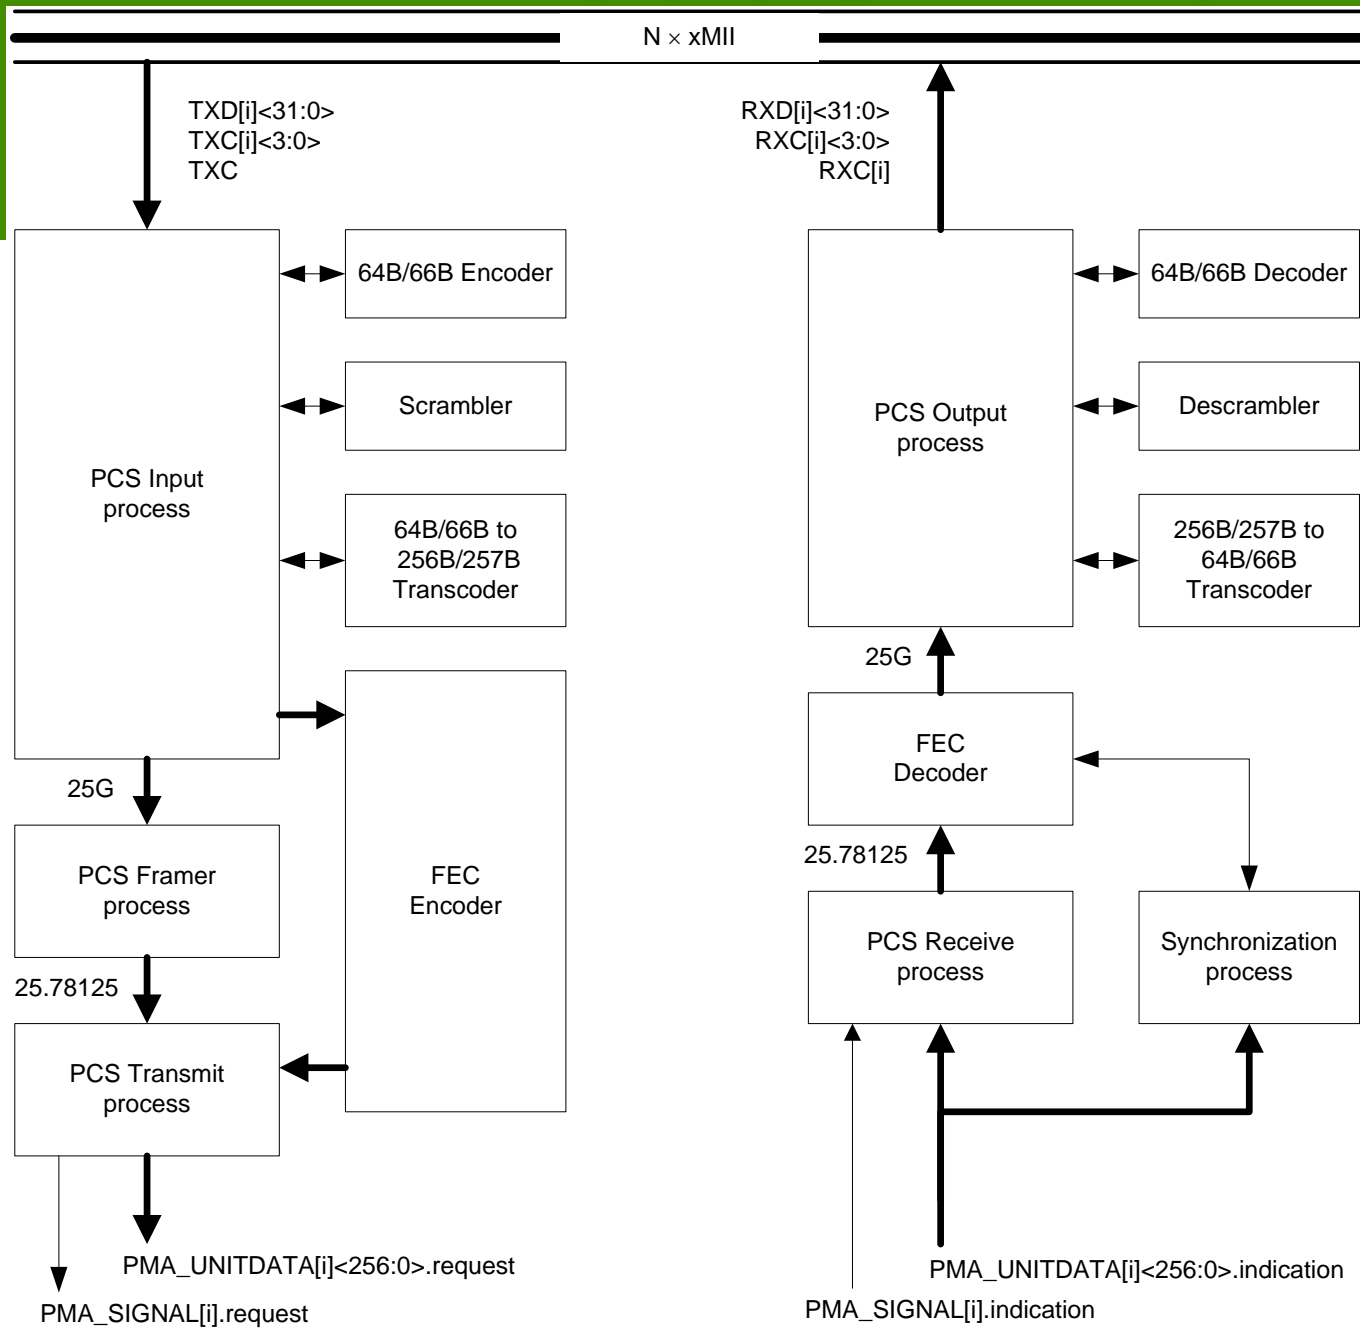 N × xMII
TXD[i]<31:0>
TXC[i]<3:0>
TXC
RXD[i]<31:0>
RXC[i]<3:0>
RXC[i]
PCS Input
process
64B/66B Encoder
Scrambler
64B/66B to
256B/257B
Transcoder
25G
PCS Framer
process
FEC
Encoder
25.78125
PCS Transmit
process
PMA_UNITDATA[i]<256:0>.request
PMA_SIGNAL[i].request
PCS Output
process
64B/66B Decoder
Descrambler
256B/257B to
64B/66B
Transcoder
25G
FEC
Decoder
25.78125
PCS Receive
process
Synchronization
process
PMA_UNITDATA[i]<256:0>.indication
PMA_SIGNAL[i].indication